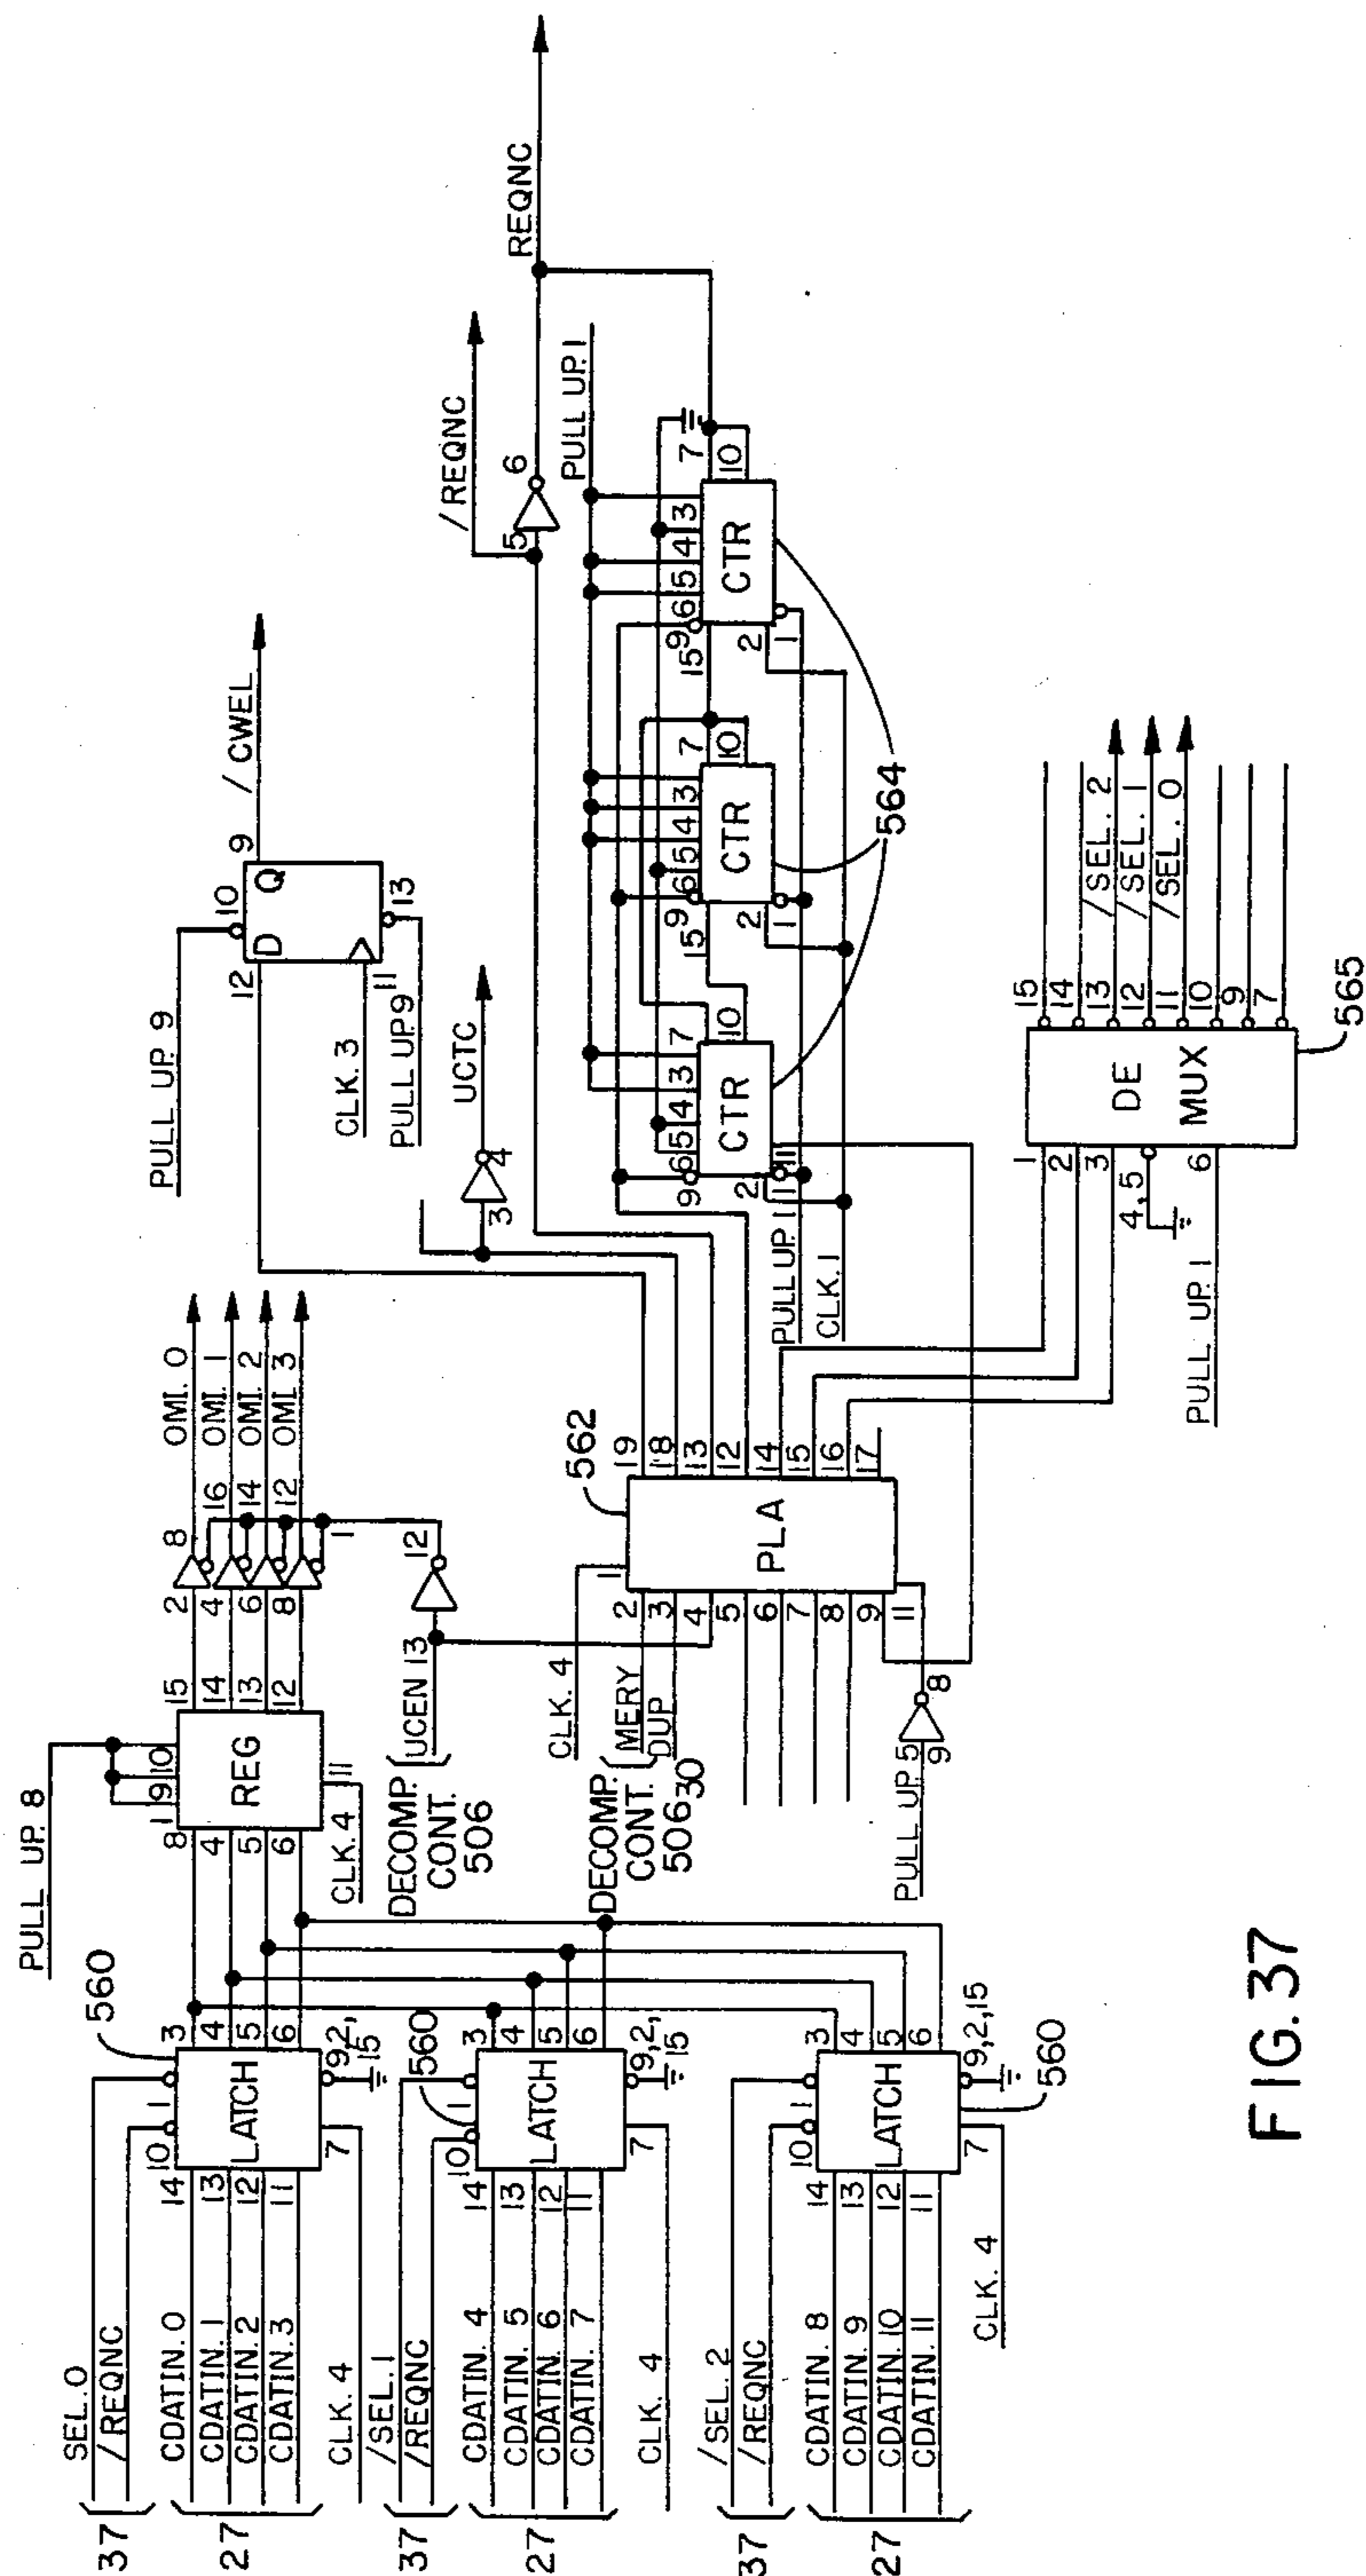 PULL UP. 8
SEL.0
/REQNC
37
CDATIN.0
CDATIN.1
CDATIN.2
CDATIN.3
27
CLK.4
10
1
14
13
12
11
7
LATCH
3
4
5
6
9,2,
15
560
8
4
5
6
1
9
10
REG
11
CLK.4
15
14
13
12
2
4
6
8
8
16
14
12
1
OMI. 0
OMI. 1
OMI. 2
OMI. 3
/SEL.1
/REQNC
37
CDATIN. 4
CDATIN. 5
CDATIN. 6
CDATIN. 7
27
CLK. 4
10
1
14
13
12
11
7
LATCH
3
4
5
6
9,2,
15
560
/SEL.2
/REQNC
37
CDATIN. 8
CDATIN. 9
CDATIN. 10
CDATIN. 11
27
CLK. 4
10
1
14
13
12
11
7
LATCH
3
4
5
6
9,2,15
560
DECOMP.
CONT.
506
UCEN 13
12
CLK. 4
DECOMP.
CONT.
506
30
MERY
DUP
1
2
3
4
5
6
7
8
9
11
PLA
562
PULL UP. 5
9
8
19
18
13
12
14
15
16
17
PULL UP. 9
12
10
D
Q
9
/CWEL
CLK. 3
11
13
PULL UP.9
3
4
UCTC
/REQNC
5
6
REQNC
PULL UP. 1
9
6
5
4
3
7
10
CTR
2
1
11
PULL UP. 1
CLK. 1
15
9
6
5
4
3
7
10
CTR
2
1
15
9
6
5
4
3
7
10
CTR
2
1
564
1
2
3
4,5
6
PULL UP. 1
DE
MUX
565
15
14
13
12
11
10
9
7
/SEL. 2
/SEL. 1
/SEL. 0
FIG. 37